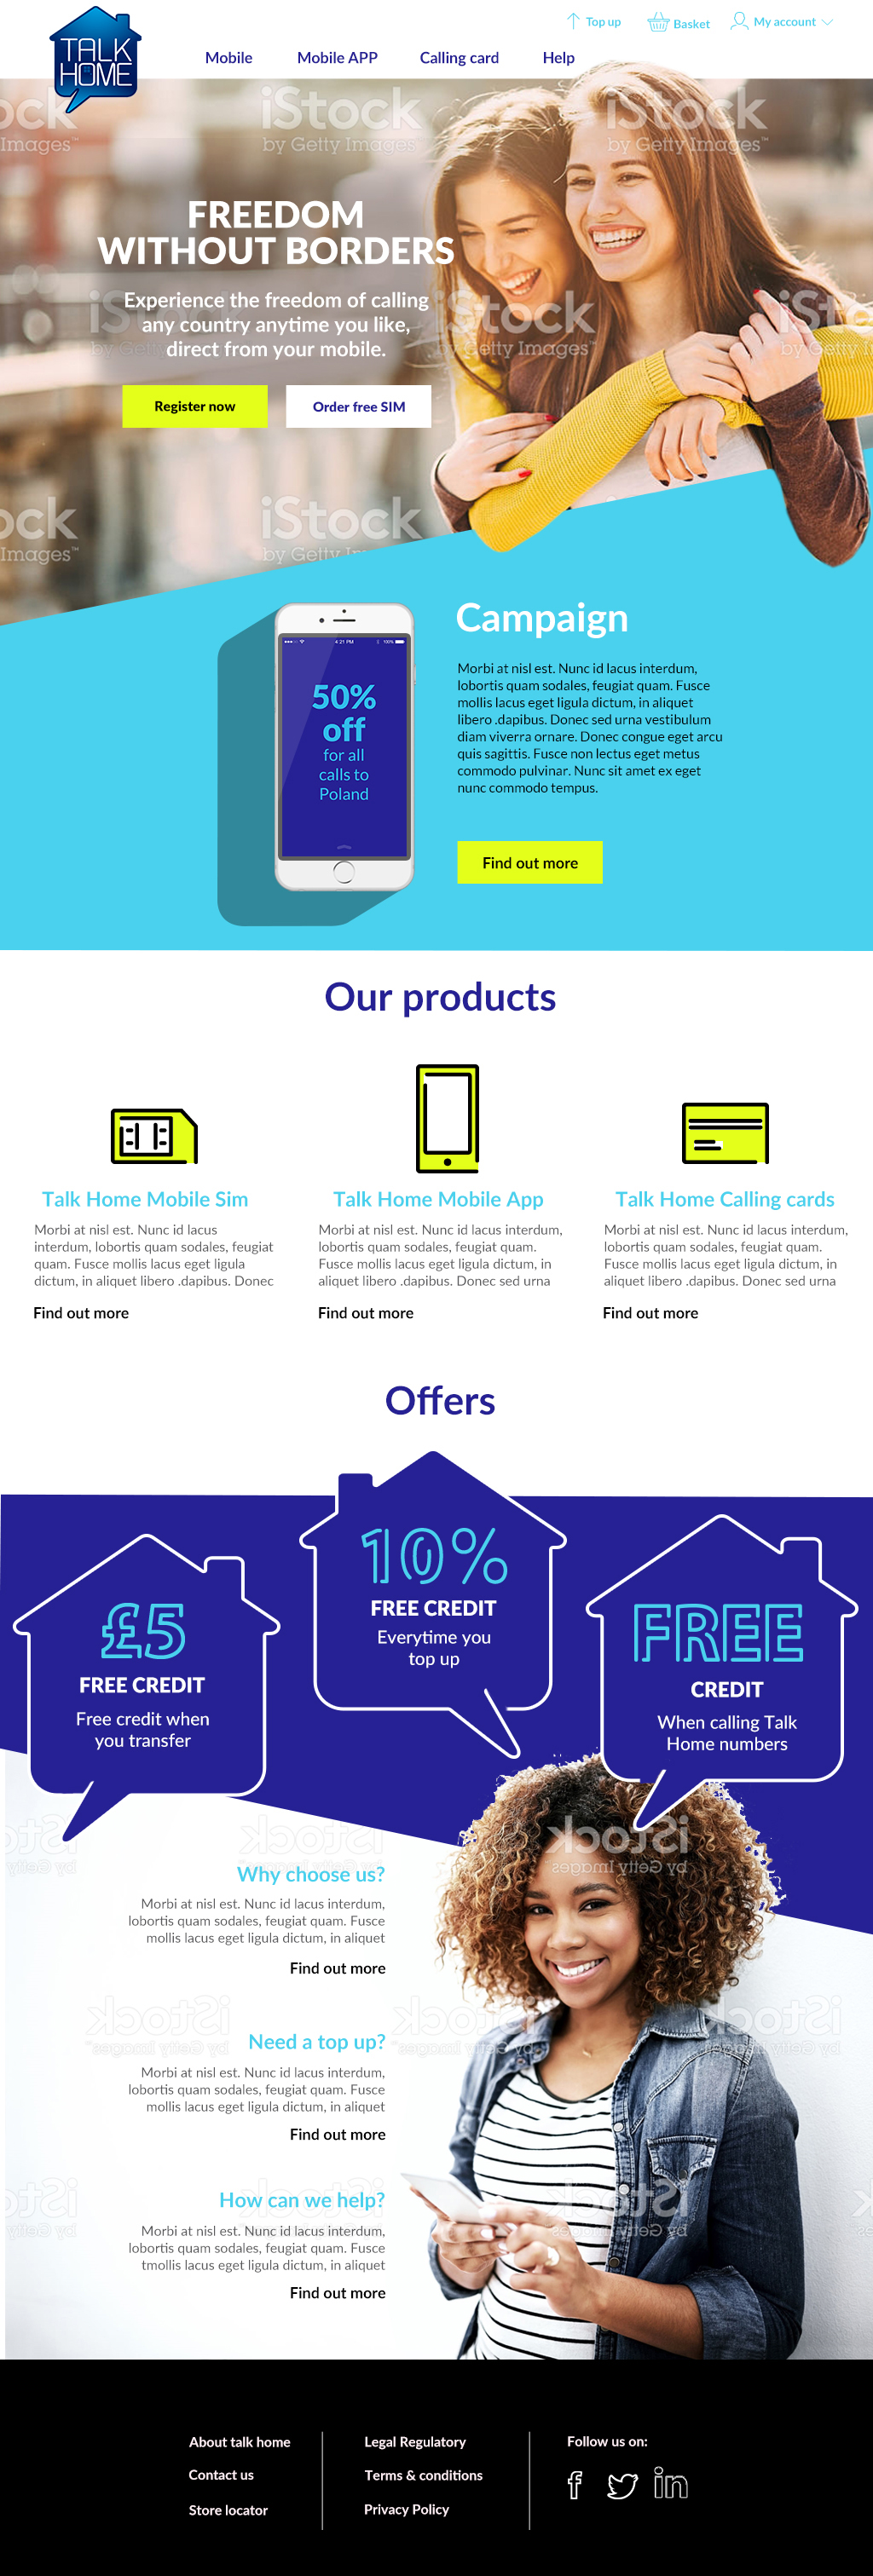 TALK
HOME
Top up
Basket
My account
Mobile
Mobile APP
Calling card
Help
iStock
by Getty Images™
FREEDOM
WITHOUT BORDERS
Experience the freedom of calling
any country anytime you like,
direct from your mobile.
Register now
Order free SIM
Campaign
4:21 PM
100%
50%
off
for all
calls to
Poland
Morbi at nisl est. Nunc id lacus interdum,
lobortis quam sodales, feugiat quam. Fusce
mollis lacus eget ligula dictum, in aliquet
libero .dapibus. Donec sed urna vestibulum
diam viverra ornare. Donec congue eget arcu
quis sagittis. Fusce non lectus eget metus
commodo pulvinar. Nunc sit amet ex eget
nunc commodo tempus.
Find out more
Our products
Talk Home Mobile Sim
Morbi at nisl est. Nunc id lacus
interdum, lobortis quam sodales, feugiat
quam. Fusce mollis lacus eget ligula
dictum, in aliquet libero .dapibus. Donec
Find out more
Talk Home Mobile App
Morbi at nisl est. Nunc id lacus interdum,
lobortis quam sodales, feugiat quam.
Fusce mollis lacus eget ligula dictum, in
aliquet libero .dapibus. Donec sed urna
Find out more
Talk Home Calling cards
Morbi at nisl est. Nunc id lacus interdum,
lobortis quam sodales, feugiat quam.
Fusce mollis lacus eget ligula dictum, in
aliquet libero .dapibus. Donec sed urna
Find out more
Offers
£5
FREE CREDIT
Free credit when
you transfer
10%
FREE CREDIT
Everytime you
top up
FREE
CREDIT
When calling Talk
Home numbers
Why choose us?
Morbi at nisl est. Nunc id lacus interdum,
lobortis quam sodales, feugiat quam. Fusce
mollis lacus eget ligula dictum, in aliquet
Find out more
Need a top up?
Morbi at nisl est. Nunc id lacus interdum,
lobortis quam sodales, feugiat quam. Fusce
mollis lacus eget ligula dictum, in aliquet
Find out more
How can we help?
Morbi at nisl est. Nunc id lacus interdum,
lobortis quam sodales, feugiat quam. Fusce
tmollis lacus eget ligula dictum, in aliquet
Find out more
About talk home
Contact us
Store locator
Legal Regulatory
Terms & conditions
Privacy Policy
Follow us on:
f
in